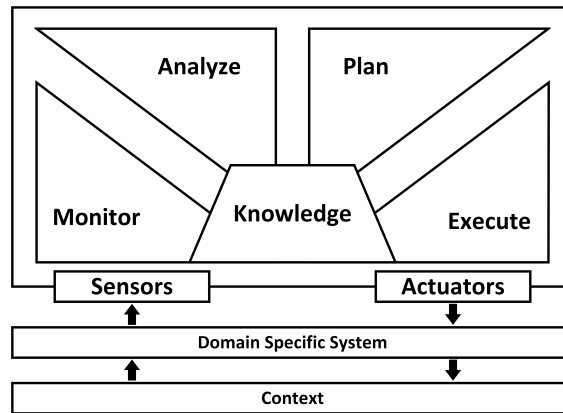 Analyze
Plan
Monitor
Knowledge
Execute
Sensors
Actuators
Domain Specific System
Context